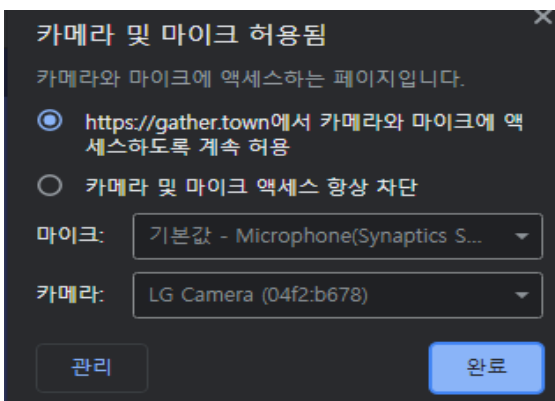 카메라 및 마이크 허용됨
카메라와 마이크에 액세스하는 페이지입니다.
https://gather.town에서 카메라와 마이크에 액
세스하도록 계속 허용
카메라 및 마이크 액세스 항상 차단
마이크: 기본값 - Microphone(Synaptics S...
카메라: LG Camera (04f2:b678)
관리 완료